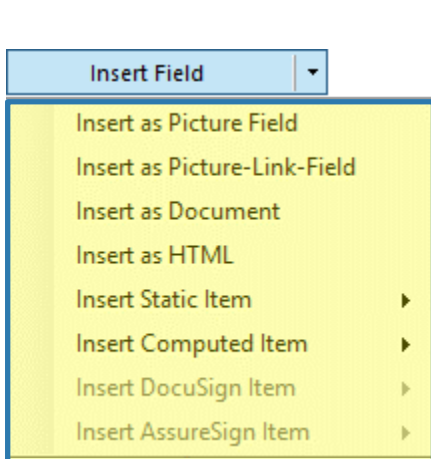 Insert Field
Insert as Picture Field
Insert as Picture-Link-Field
Insert as Document
Insert as HTML
Insert Static Item
Insert Computed Item
Insert DocuSign Item
Insert AssureSign Item